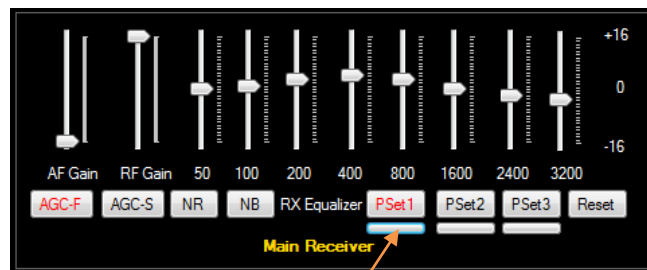 +16
0
-16
AF Gain RF Gain 50 100 200 400 800 1600 2400 3200
AGC-F AGC-S NR NB RX Equalizer PSet1 PSet2 PSet3 Reset
Main Receiver